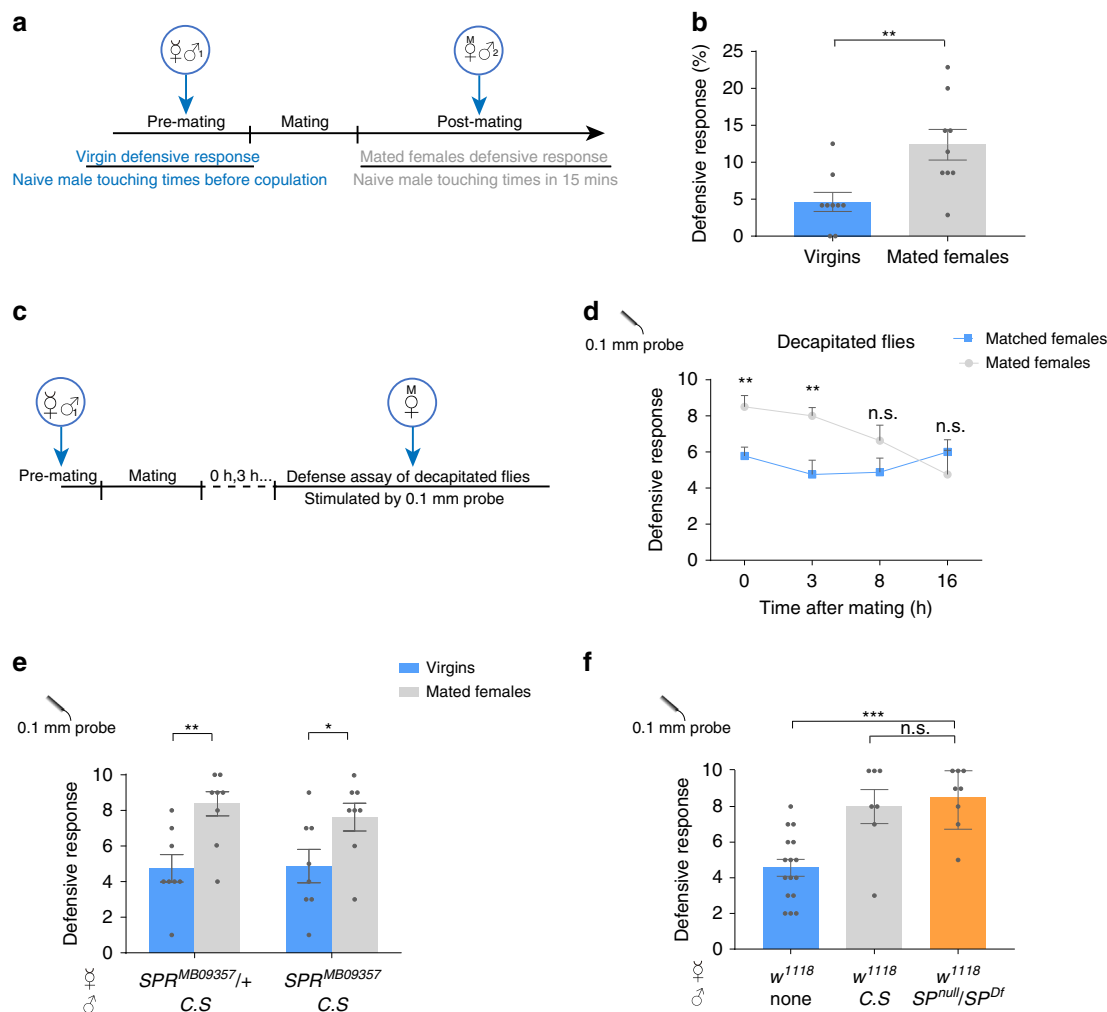 a
M
♂1
♂2
Pre-mating
Mating
Post-mating
Virgin defensive response
Mated females defensive response
Naive male touching times before copulation
Naive male touching times in 15 mins
b
**
Defensive response (%)
25
20
15
10
5
0
Virgins
Mated females
c
♂1
M
♀
Pre-mating
Mating
0 h,3 h...
Defense assay of decapitated flies
Stimulated by 0.1 mm probe
d
0.1 mm probe
Decapitated flies
Matched females
Mated females
Defensive response
10
8
6
4
2
0
**
**
n.s.
n.s.
0
3
8
16
Time after mating (h)
e
Virgins
Mated females
0.1 mm probe
**
*
Defensive response
10
8
6
4
2
0
SPR^MB09357/+
SPR^MB09357
♂
C.S
C.S
f
0.1 mm probe
***
n.s.
Defensive response
10
8
6
4
2
0
w^1118
w^1118
w^1118
♂
none
C.S
SP^null/SP^Df